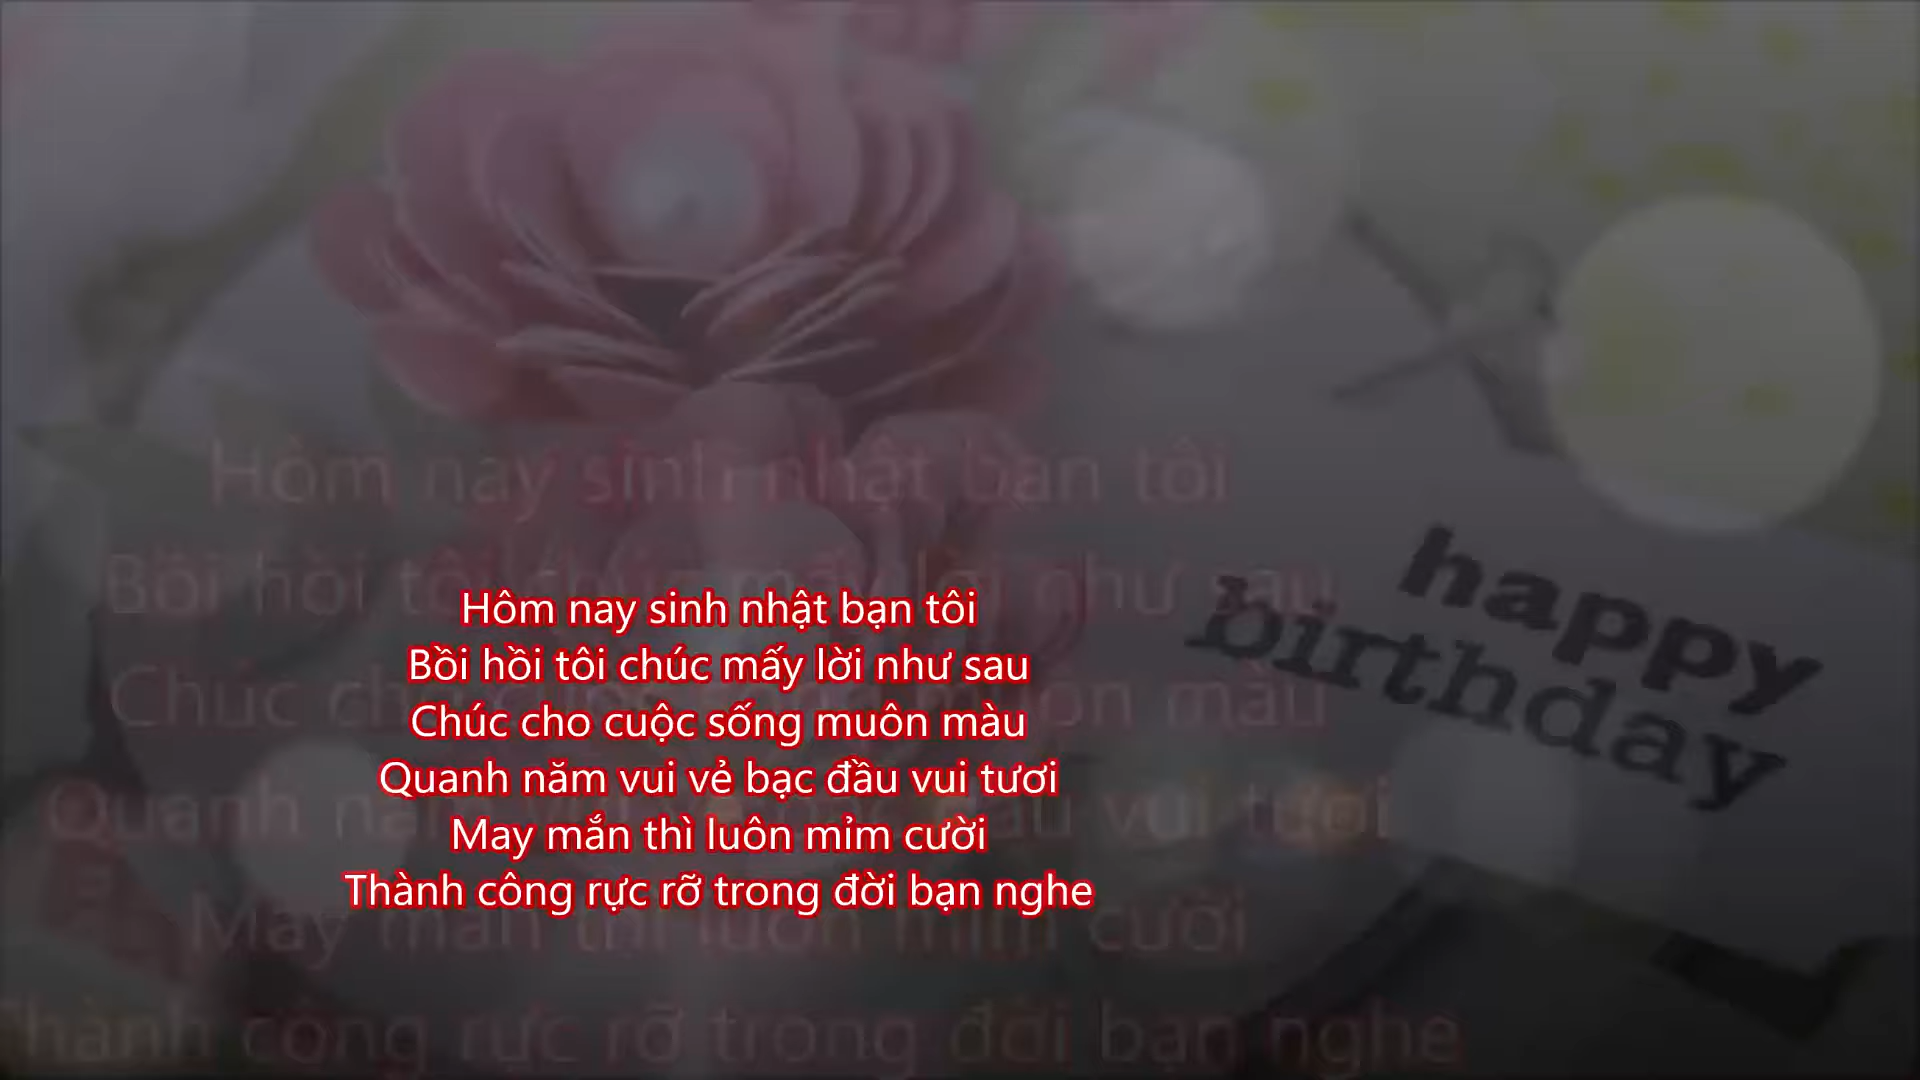 Hôm nay sinh nhật bạn tôi
Bồi hồi tôi chúc mấy lời như sau
Chúc cho cuộc sống muôn màu
Quanh năm vui vẻ bạc đầu vui tươi
May mắn thì luôn mỉm cười
Thành công rực rỡ trong đời bạn nghe
happy
birthday